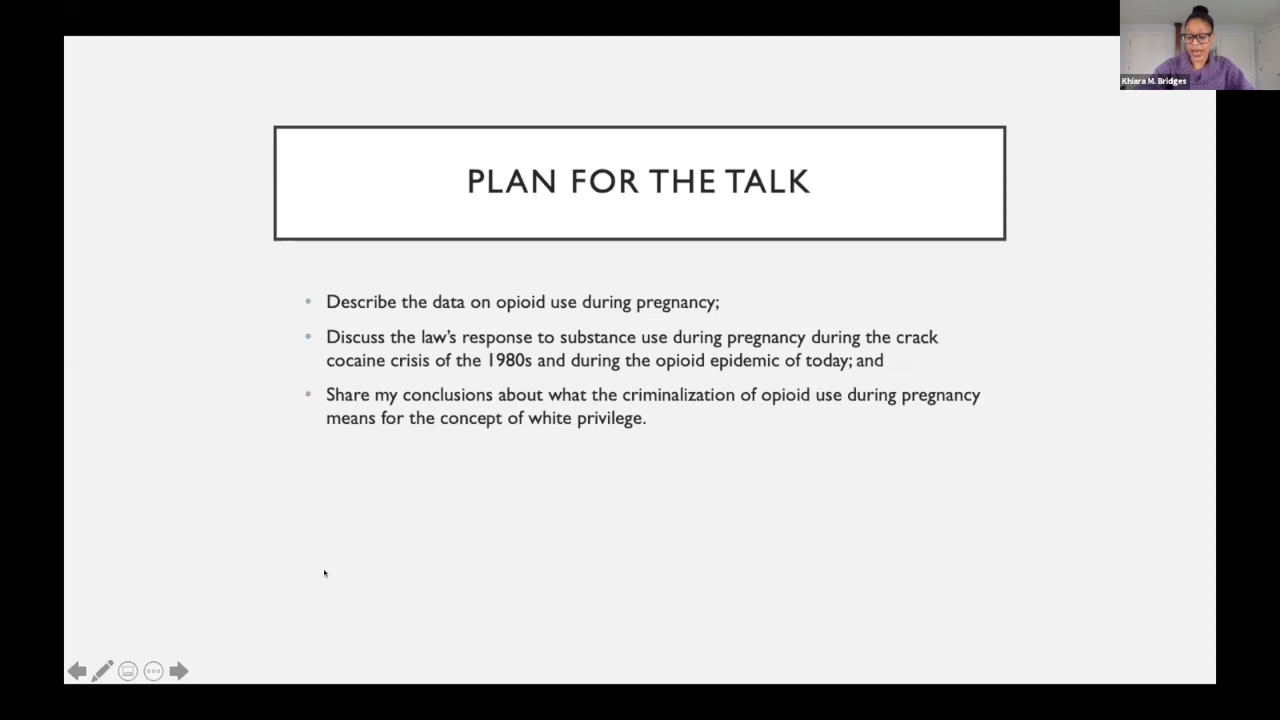 Khiara M. Bridges
PLAN FOR THE TALK
• Describe the data on opioid use during pregnancy;
• Discuss the law's response to substance use during pregnancy during the crack
cocaine crisis of the 1980s and during the opioid epidemic of today; and
• Share my conclusions about what the criminalization of opioid use during pregnancy
means for the concept of white privilege.